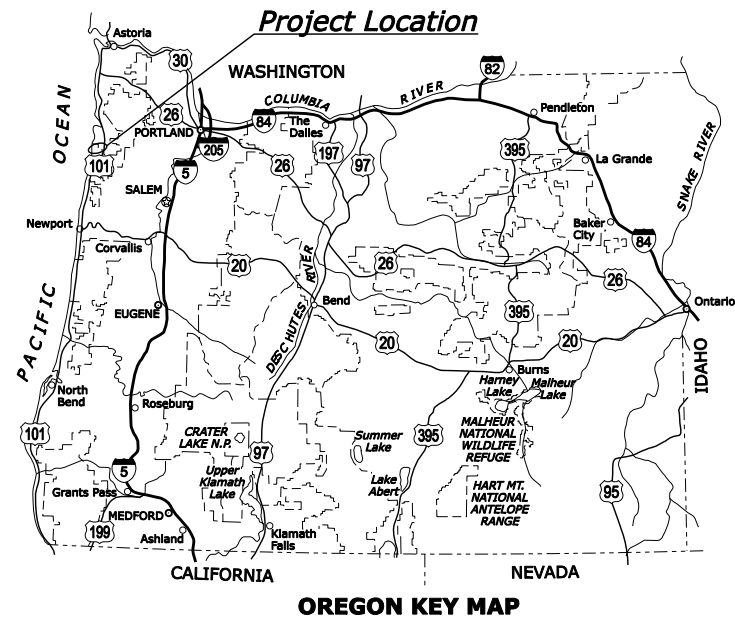 Project Location
Astoria
30
WASHINGTON
82
COLUMBIA
RIVER
OCEAN
26
PORTLAND
84
The
Dalles
Pendleton
205
197
97
395
La Grande
101
5
26
SNAKE RIVER
SALEM
Newport
Corvallis
Baker
City
84
20
RIVER
26
26
PACIFIC
EUGENE
DESCHUTES
Bend
395
Ontario
20
20
IDAHO
North
Bend
Burns
Harney
Lake
Malheur
Lake
Roseburg
101
CRATER
LAKE N.P.
Summer
Lake
395
MALHEUR
NATIONAL
WILDLIFE
REFUGE
97
5
Upper
Klamath
Lake
Lake
Abert
HART MT.
NATIONAL
ANTELOPE
RANGE
95
Grants Pass
MEDFORD
199
Ashland
Klamath
Falls
CALIFORNIA
NEVADA
OREGON KEY MAP